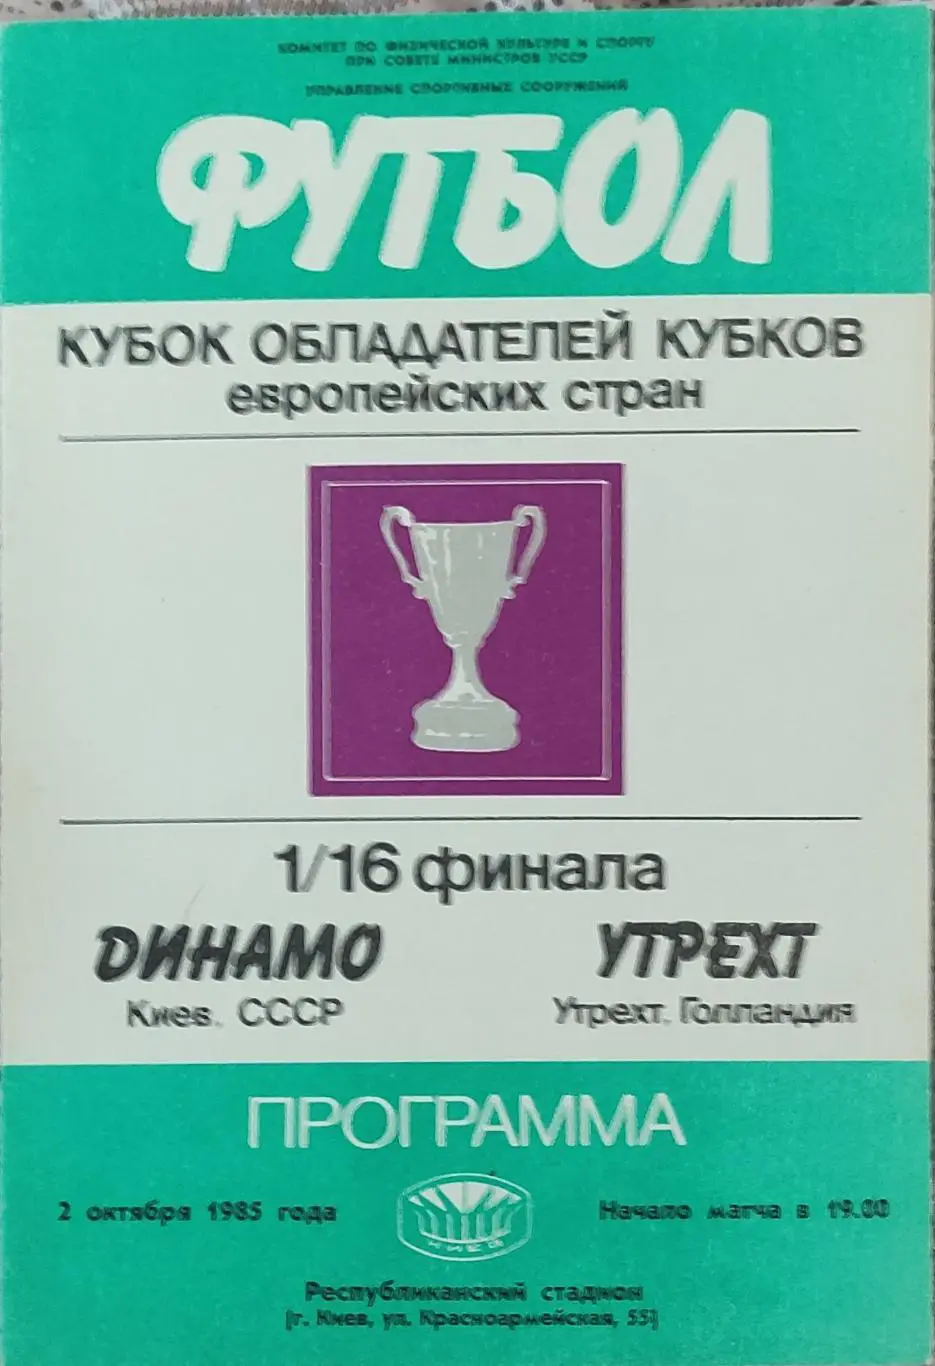 КОМИТЕТ ПО ФИЗИЧЕСКОЙ КУЛЬТУРЕ И СПОРТУ
ПРИ СОВЕТЕ МИНИСТРОВ УССР
УПРАВЛЕНИЕ СПОРТИВНЫХ СООРУЖЕНИЙ
ФУТБОЛ
КУБОК ОБЛАДАТЕЛЕЙ КУБКОВ
европейских стран
1/16 финала
ДИНАМО УТРЕХТ
Киев. СССР Утрехт. Голландия
ПРОГРАММА
2 октября 1985 года Начало матча в 19.00
КИЕВ
Республиканский стадион
(г. Киев, ул. Красноармейская, 55)